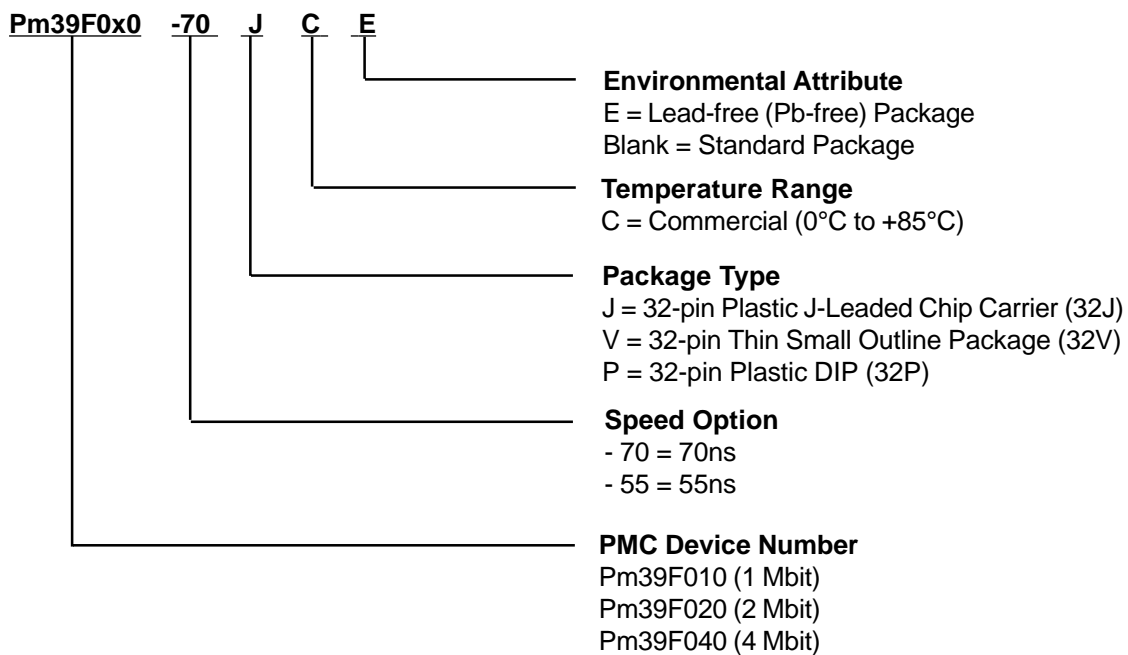 Pm39F0x0 -70 J C E
Environmental Attribute
E = Lead-free (Pb-free) Package
Blank = Standard Package
Temperature Range
C = Commercial (0°C to +85°C)
Package Type
J = 32-pin Plastic J-Leaded Chip Carrier (32J)
V = 32-pin Thin Small Outline Package (32V)
P = 32-pin Plastic DIP (32P)
Speed Option
- 70 = 70ns
- 55 = 55ns
PMC Device Number
Pm39F010 (1 Mbit)
Pm39F020 (2 Mbit)
Pm39F040 (4 Mbit)